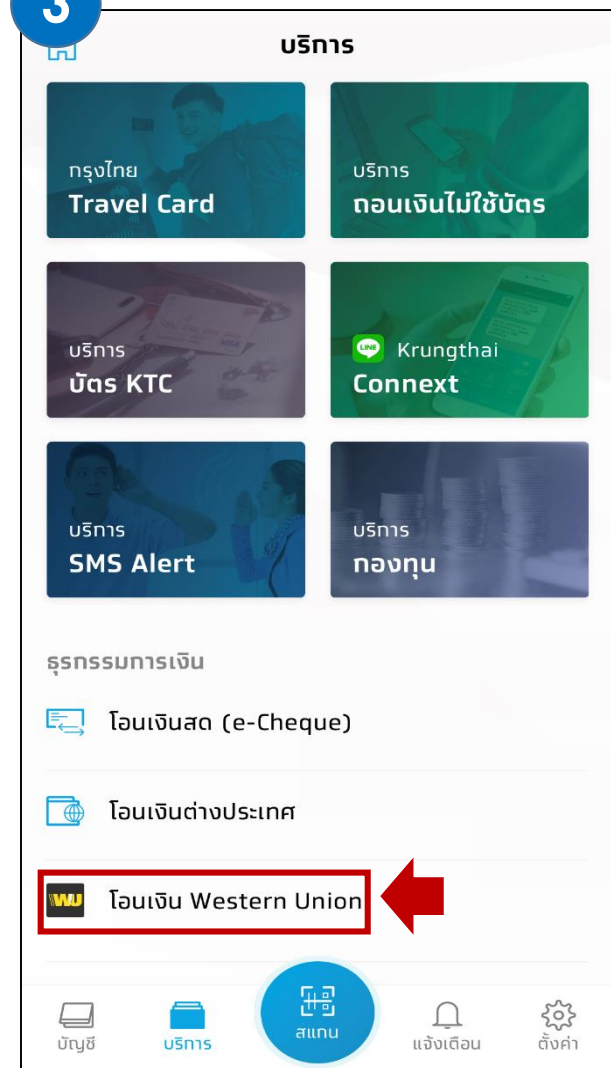 3
บริการ
กรุงไทย
Travel Card
บริการ
ถอนเงินไม่ใช้บัตร
บริการ
บัตร KTC
LINE Krungthai
Connext
บริการ
SMS Alert
บริการ
กองทุน
ธุรกรรมการเงิน
โอนเงินสด (e-Cheque)
โอนเงินต่างประเทศ
WU โอนเงิน Western Union
บัญชี
บริการ
สแกน
แจ้งเตือน
ตั้งค่า